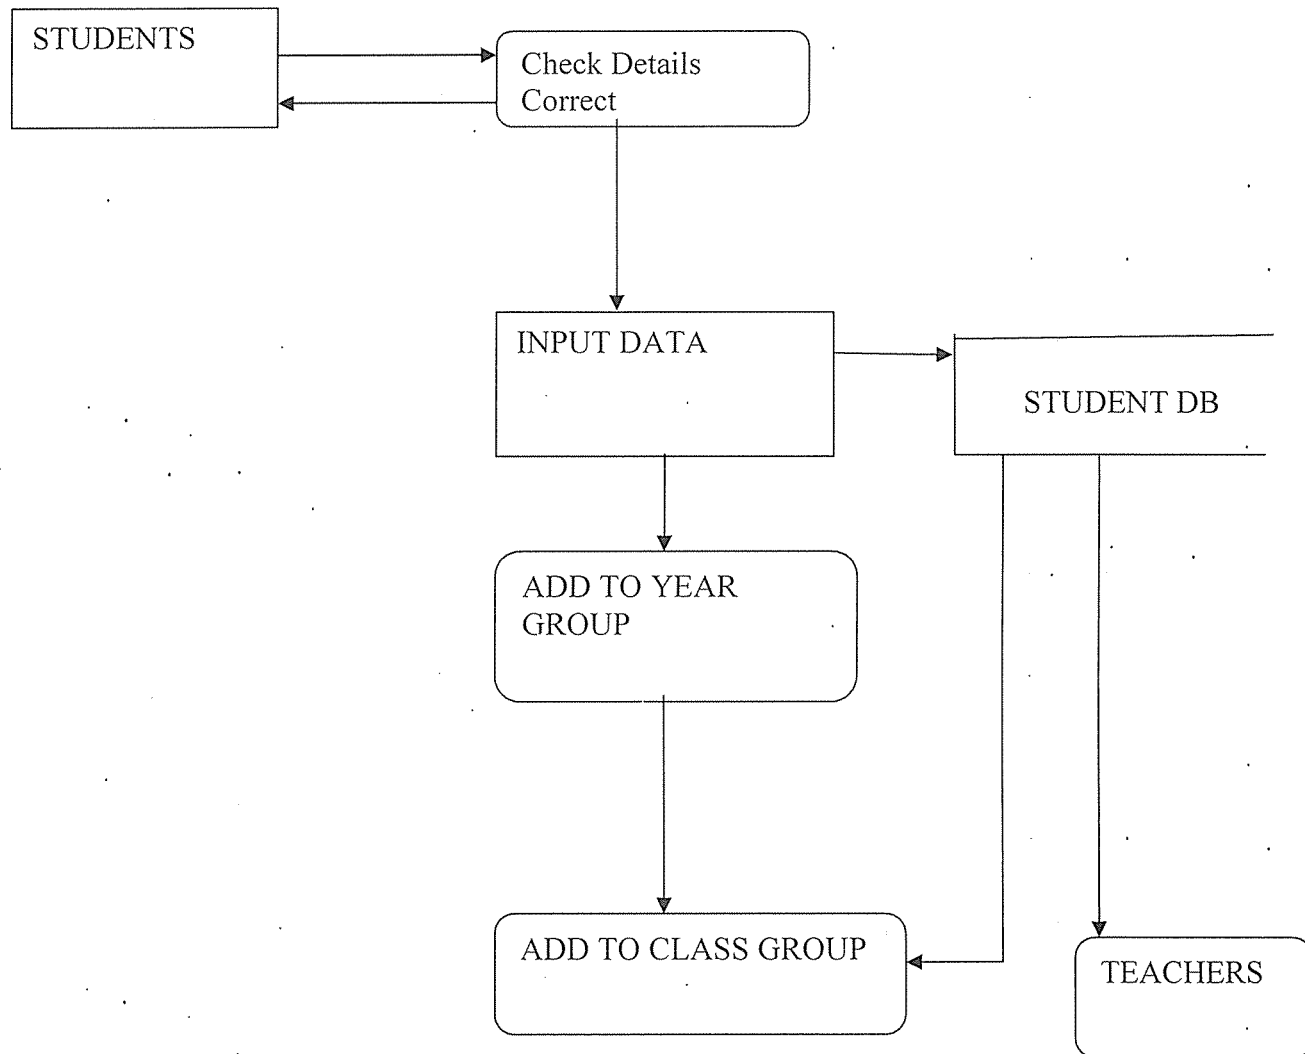 STUDENTS
Check Details
Correct
INPUT DATA
STUDENT DB
ADD TO YEAR
GROUP
ADD TO CLASS GROUP
TEACHERS